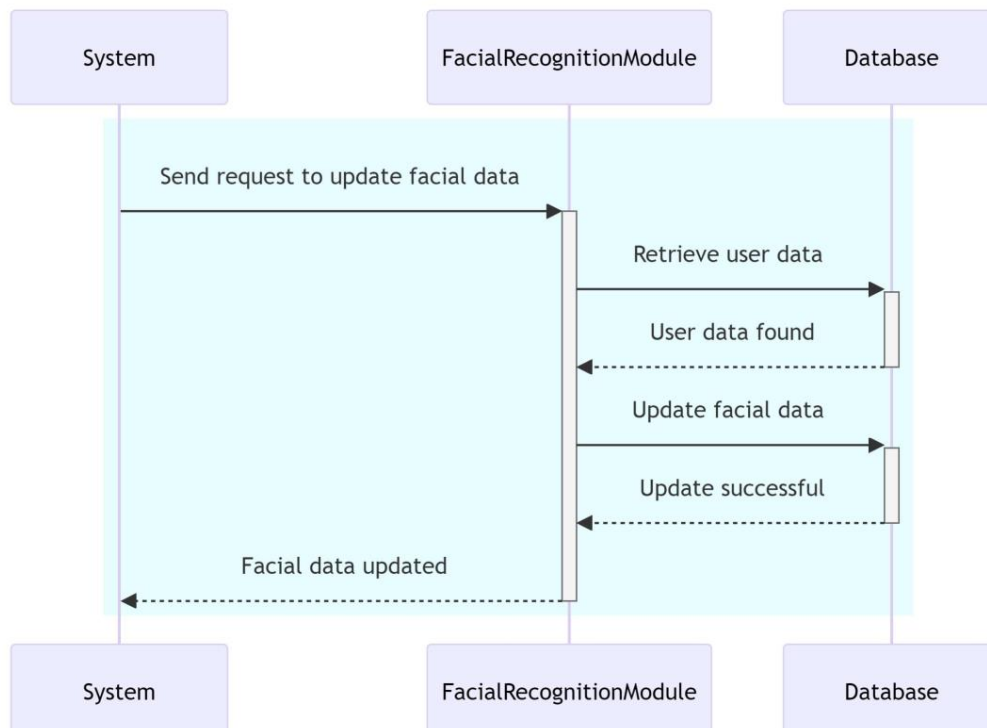 System
FacialRecognitionModule
Database
Send request to update facial data
Retrieve user data
User data found
Update facial data
Update successful
Facial data updated
System
FacialRecognitionModule
Database